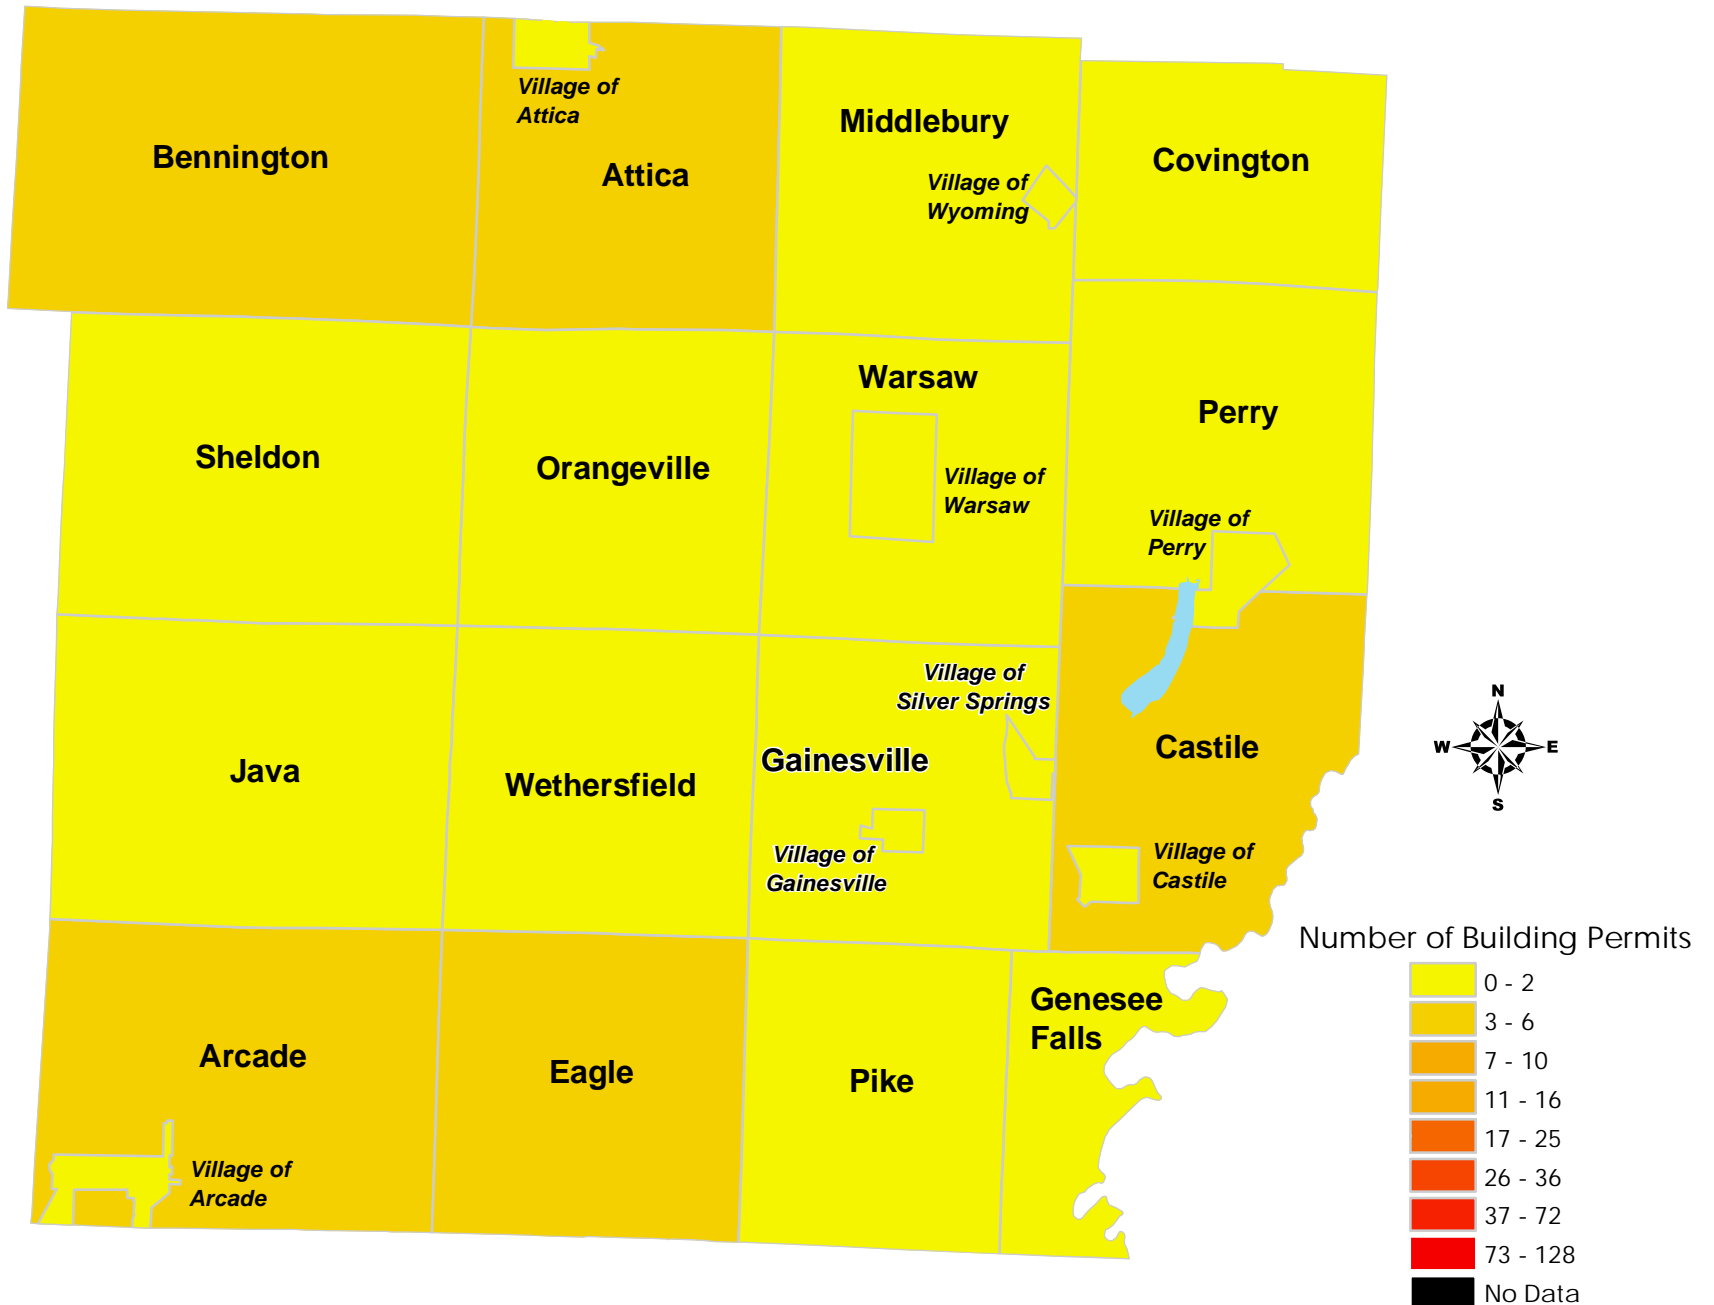 Village of
Attica
Middlebury
Covington
Bennington
Attica
Village of
Wyoming
Warsaw
Perry
Sheldon
Orangeville
Village of
Warsaw
Village of
Perry
Village of
Silver Springs
Java
Wethersfield
Gainesville
Castile
Village of
Gainesville
Village of
Castile
N
W
E
S
Arcade
Eagle
Pike
Genesee
Falls
Village of
Arcade
Number of Building Permits
0 - 2
3 - 6
7 - 10
11 - 16
17 - 25
26 - 36
37 - 72
73 - 128
No Data